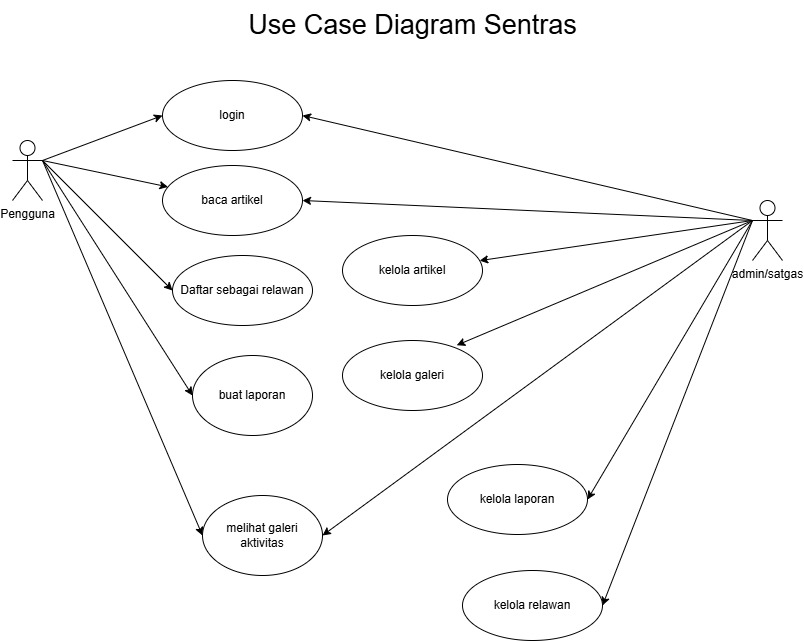 Use Case Diagram Sentras
login
baca artikel
Pengguna
kelola artikel
admin/satgas
Daftar sebagai relawan
kelola galeri
buat laporan
kelola laporan
melihat galeri
aktivitas
kelola relawan